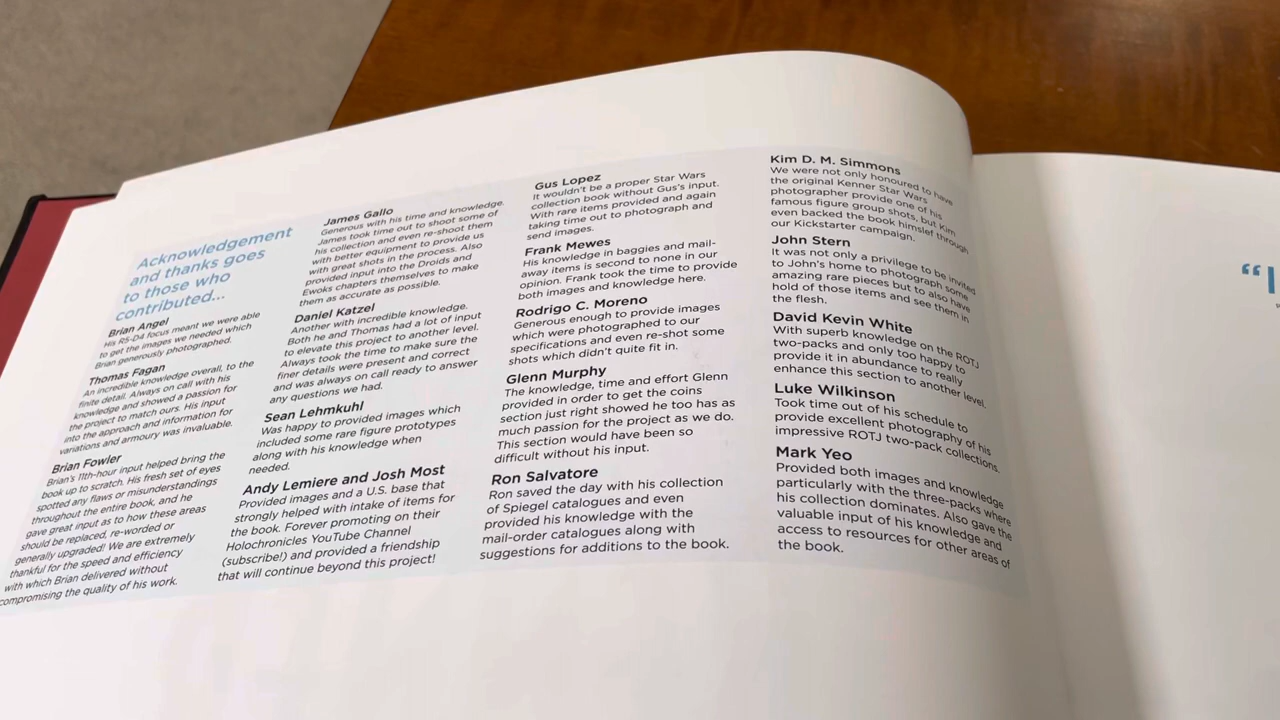 Acknowledgement
and thanks goes
to those who
contributed...
Brian Angel
His R5-D4 focus meant we were able
to get the images we needed which
Brian generously photographed.
Thomas Fagan
An incredible knowledge overall, to the
finite detail. Always on call with his
knowledge and showed a passion for
the project to match ours. His input
into the approach and information for
variations and armoury was invaluable.
Brian Fowler
Brian's 11th-hour input helped bring the
book up to scratch. His fresh set of eyes
spotted any flaws or misunderstandings
throughout the entire book, and he
gave great input as to how these areas
should be replaced, re-worded or
generally upgraded! We are extremely
thankful for the speed and efficiency
with which Brian delivered without
compromising the quality of his work.
James Gallo
Generous with his time and knowledge.
James took time out to shoot some of
his collection and even re-shoot them
with better equipment to provide us
with great shots in the process. Also
provided input into the Droids and
Ewoks chapters themselves to make
them as accurate as possible.
Daniel Katzel
Another with incredible knowledge.
Both he and Thomas had a lot of input
to elevate this project to another level.
Always took the time to make sure the
finer details were present and correct
and was always on call ready to answer
any questions we had.
Sean Lehmkuhl
Was happy to provided images which
included some rare figure prototypes
along with his knowledge when
needed.
Andy Lemiere and Josh Most
Provided images and a U.S. base that
strongly helped with intake of items for
the book. Forever promoting on their
Holochronicles YouTube Channel
(subscribe!) and provided a friendship
that will continue beyond this project!
Gus Lopez
It wouldn't be a proper Star Wars
collection book without Gus's input.
With rare items provided and again
taking time out to photograph and
send images.
Frank Mewes
His knowledge in baggies and mail-
away items is second to none in our
opinion. Frank took the time to provide
both images and knowledge here.
Rodrigo C. Moreno
Generous enough to provide images
which were photographed to our
specifications and even re-shot some
shots which didn't quite fit in.
Glenn Murphy
The knowledge, time and effort Glenn
provided in order to get the coins
section just right showed he too has as
much passion for the project as we do.
This section would have been so
difficult without his input.
Ron Salvatore
Ron saved the day with his collection
of Spiegel catalogues and even
provided his knowledge with the
mail-order catalogues along with
suggestions for additions to the book.
Kim D. M. Simmons
We were not only honoured to have
the original Kenner Star Wars
photographer provide one of his
famous figure group shots, but Kim
even backed the book himslef through
our Kickstarter campaign.
John Stern
It was not only a privilege to be invited
to John's home to photograph some
amazing rare pieces but to also have
hold of those items and see them in
the flesh.
David Kevin White
With superb knowledge on the ROTJ
two-packs and only too happy to
provide it in abundance to really
enhance this section to another level.
Luke Wilkinson
Took time out of his schedule to
provide excellent photography of his
impressive ROTJ two-pack collections.
Mark Yeo
Provided both images and knowledge
particularly with the three-packs where
his collection dominates. Also gave the
valuable input of his knowledge and
access to resources for other areas of
the book.